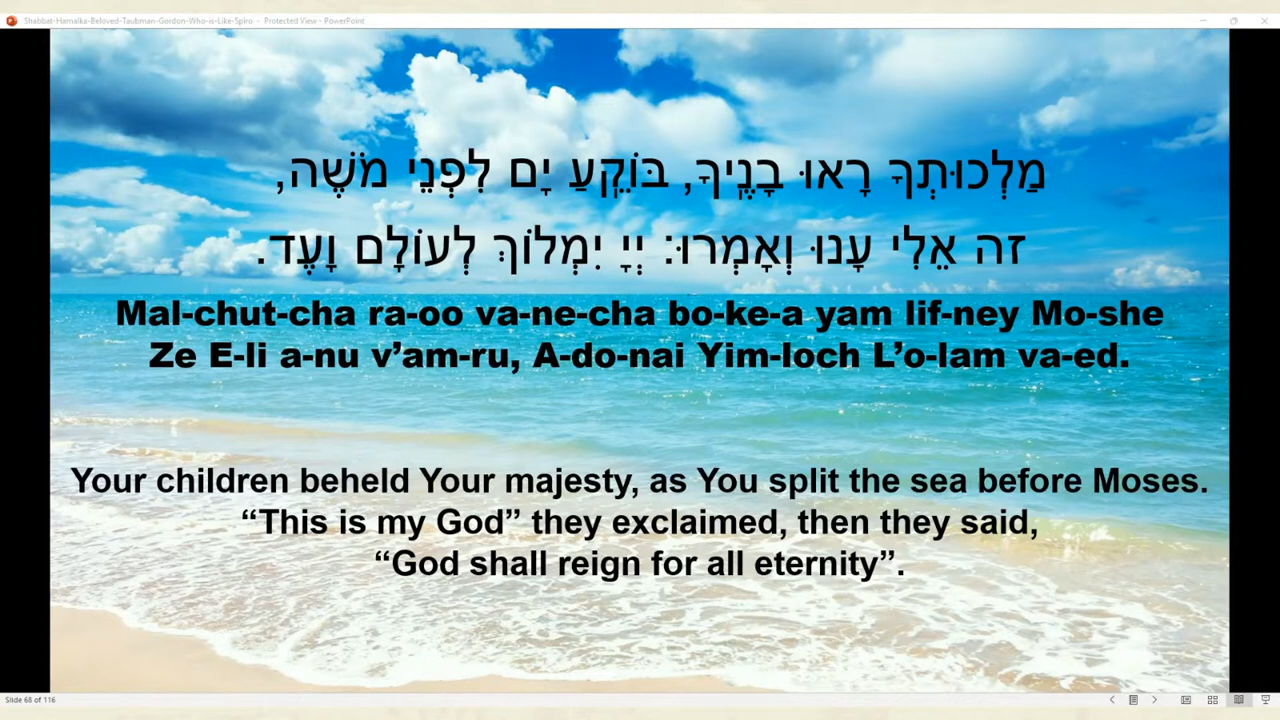 Shabbat-Hamalka-Beloved-Taubman-Gordon-Who-is-Like-Spiro - Protected View - PowerPoint
מַלְכוּתְךָ רָאוּ בָנֶֽיךָ, בּוֹקֵֽעַ יָם לִפְנֵי מֹשֶׁה,
זה אֵלִי עָנוּ וְאָמְרוּ: יְיָ יִמְלוֹךְ לְעוֹלָם וָעֶד.
Mal-chut-cha ra-oo va-ne-cha bo-ke-a yam lif-ney Mo-she
Ze E-li a-nu v’am-ru, A-do-nai Yim-loch L’o-lam va-ed.
Your children beheld Your majesty, as You split the sea before Moses.
“This is my God” they exclaimed, then they said,
“God shall reign for all eternity”.
Slide 68 of 116